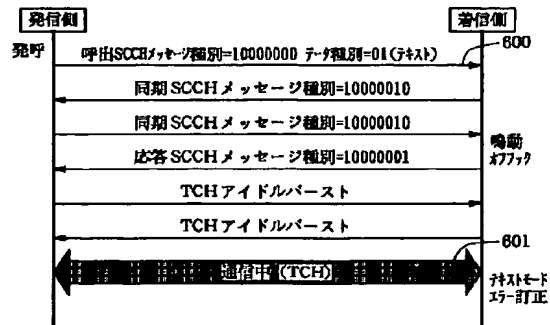 発信側
着信側
発呼
呼出SCCHメッセージ種別=10000000 データ種別=01(テキスト)
600
同期SCCHメッセージ種別=10000010
同期SCCHメッセージ種別=10000010
鳴動
オフフック
応答SCCHメッセージ種別=10000001
TCHアイドルバースト
TCHアイドルバースト
601
通信中(TCH)
テキストモード
エラー訂正